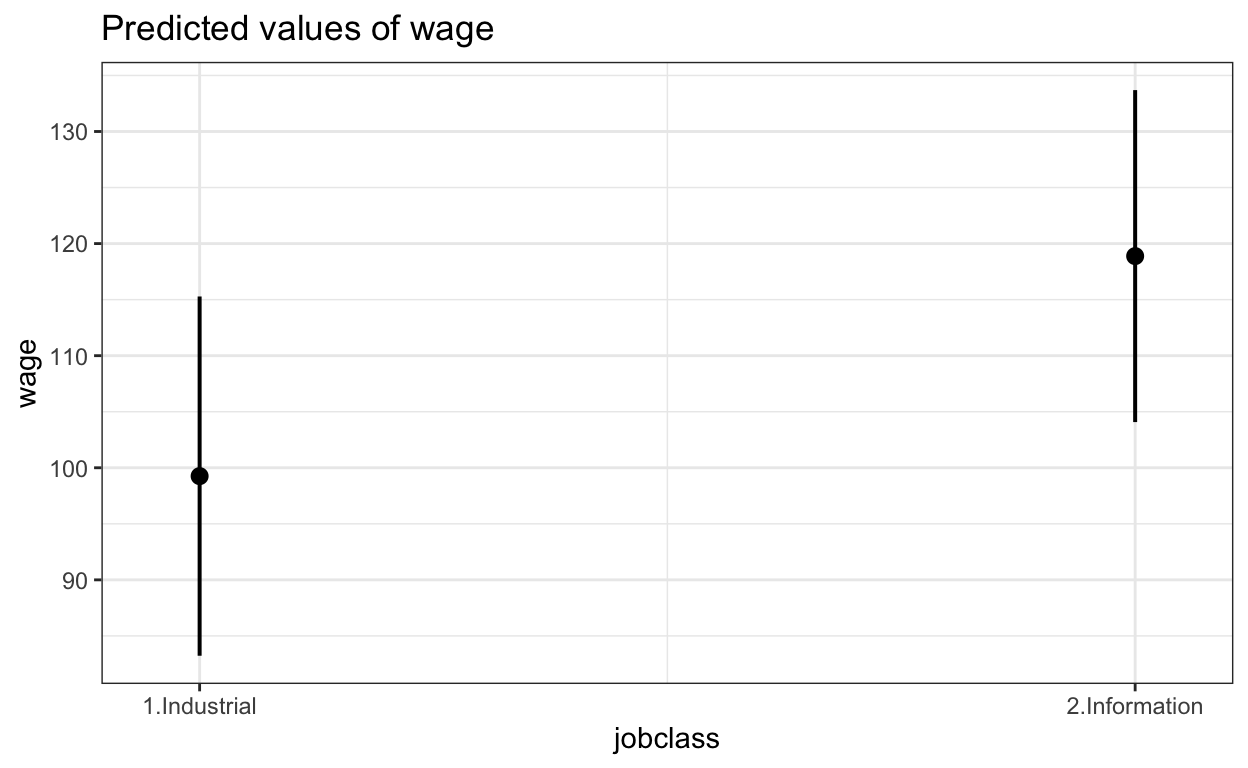 Predicted values of wage
130
120
110
100
90
wage
1.Industrial
2.Information
jobclass